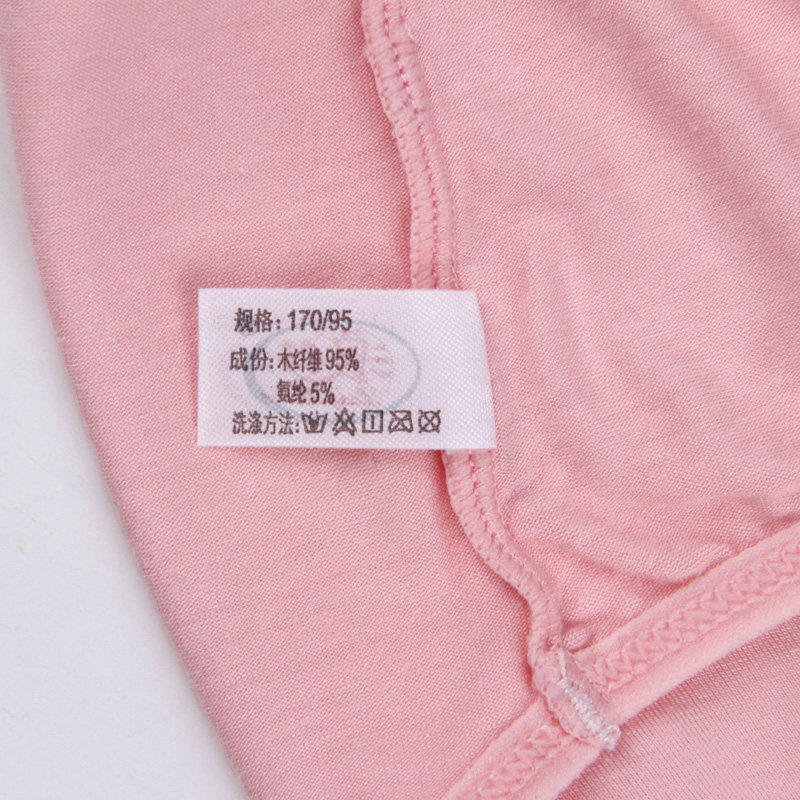 规格: 170/95
成份: 木纤维 95%
氨纶 5%
洗涤方法: